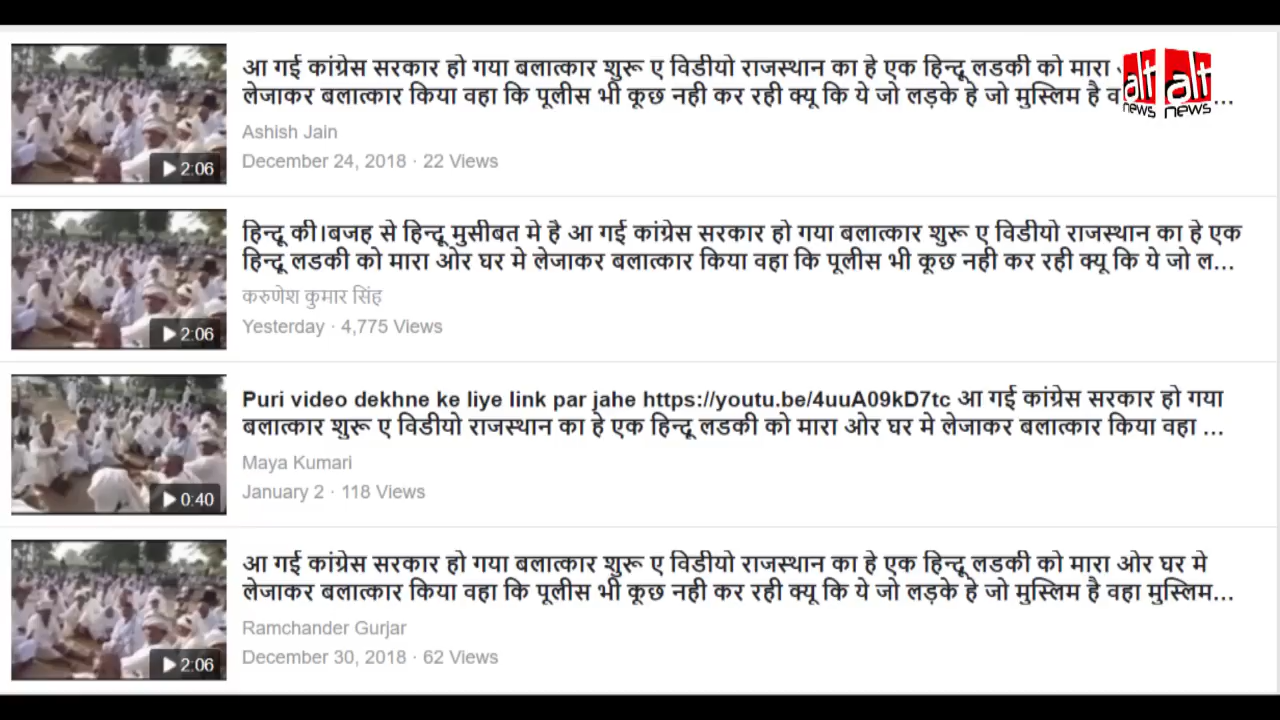 आ गई कांग्रेस सरकार हो गया बलात्कार शुरू ए विडीयो राजस्थान का हे एक हिन्दू लडकी को मारा
लेजाकर बलात्कार किया वहा कि पूलीस भी कूछ नही कर रही क्यू कि ये जो लड़के हे जो मुस्लिम है ...
alt news alt news
Ashish Jain
December 24, 2018 · 22 Views
2:06
हिन्दू की।बजह से हिन्दू मुसीबत मे है आ गई कांग्रेस सरकार हो गया बलात्कार शुरू ए विडीयो राजस्थान का हे एक
हिन्दू लडकी को मारा ओर घर मे लेजाकर बलात्कार किया वहा कि पूलीस भी कूछ नही कर रही क्यू कि ये जो ल...
करुणेश कुमार सिंह
Yesterday · 4,775 Views
2:06
Puri video dekhne ke liye link par jahe https://youtu.be/4uuA09kD7tc आ गई कांग्रेस सरकार हो गया
बलात्कार शुरू ए विडीयो राजस्थान का हे एक हिन्दू लडकी को मारा ओर घर मे लेजाकर बलात्कार किया वहा ...
Maya Kumari
January 2 · 118 Views
0:40
आ गई कांग्रेस सरकार हो गया बलात्कार शुरू ए विडीयो राजस्थान का हे एक हिन्दू लडकी को मारा ओर घर मे
लेजाकर बलात्कार किया वहा कि पूलीस भी कूछ नही कर रही क्यू कि ये जो लड़के हे जो मुस्लिम है वहा मुस्लिम...
Ramchander Gurjar
December 30, 2018 · 62 Views
2:06